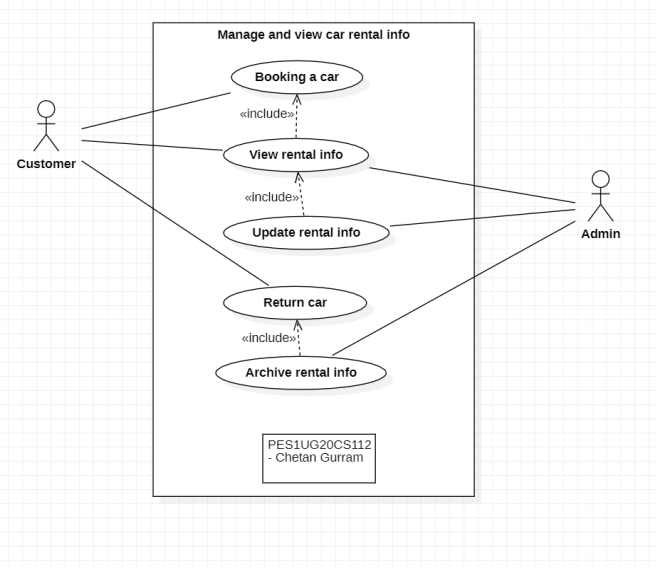 Manage and view car rental info
Booking a car
«include»
View rental info
Customer
«include»
Update rental info
Admin
Return car
«include»
Archive rental info
PES1UG20CS112
- Chetan Gurram